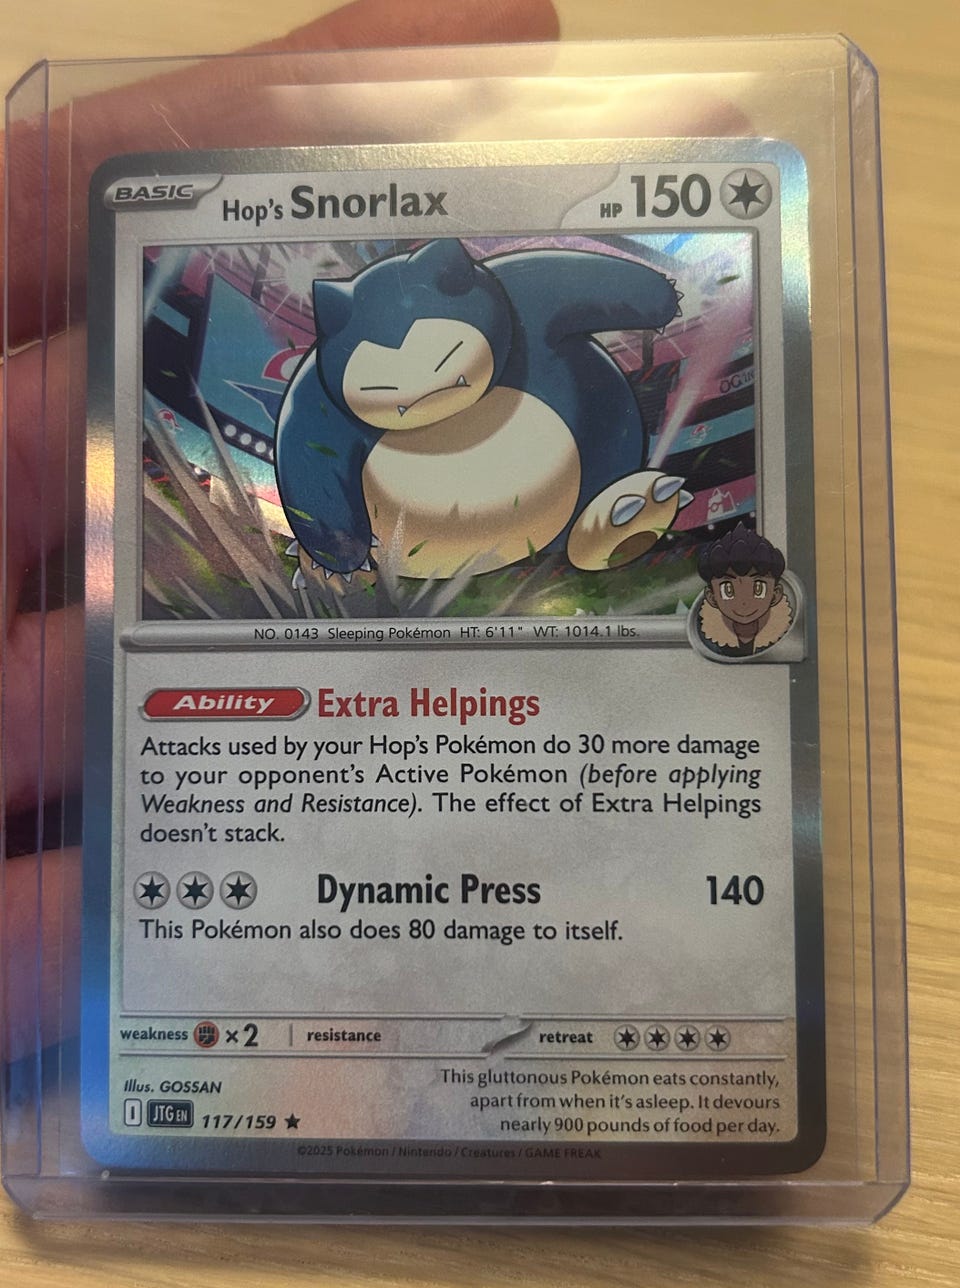 BASIC
Hop's Snorlax
HP 150
NO. 0143 Sleeping Pokémon HT: 6'11" WT: 1014.1 lbs.
Ability Extra Helpings
Attacks used by your Hop's Pokémon do 30 more damage
to your opponent's Active Pokémon (before applying
Weakness and Resistance). The effect of Extra Helpings
doesn't stack.
Dynamic Press 140
This Pokémon also does 80 damage to itself.
weakness ×2 resistance retreat
Illus. GOSSAN
I JTG EN 117/159
This gluttonous Pokémon eats constantly,
apart from when it's asleep. It devours
nearly 900 pounds of food per day.
©2025 Pokémon / Nintendo / Creatures / GAME FREAK